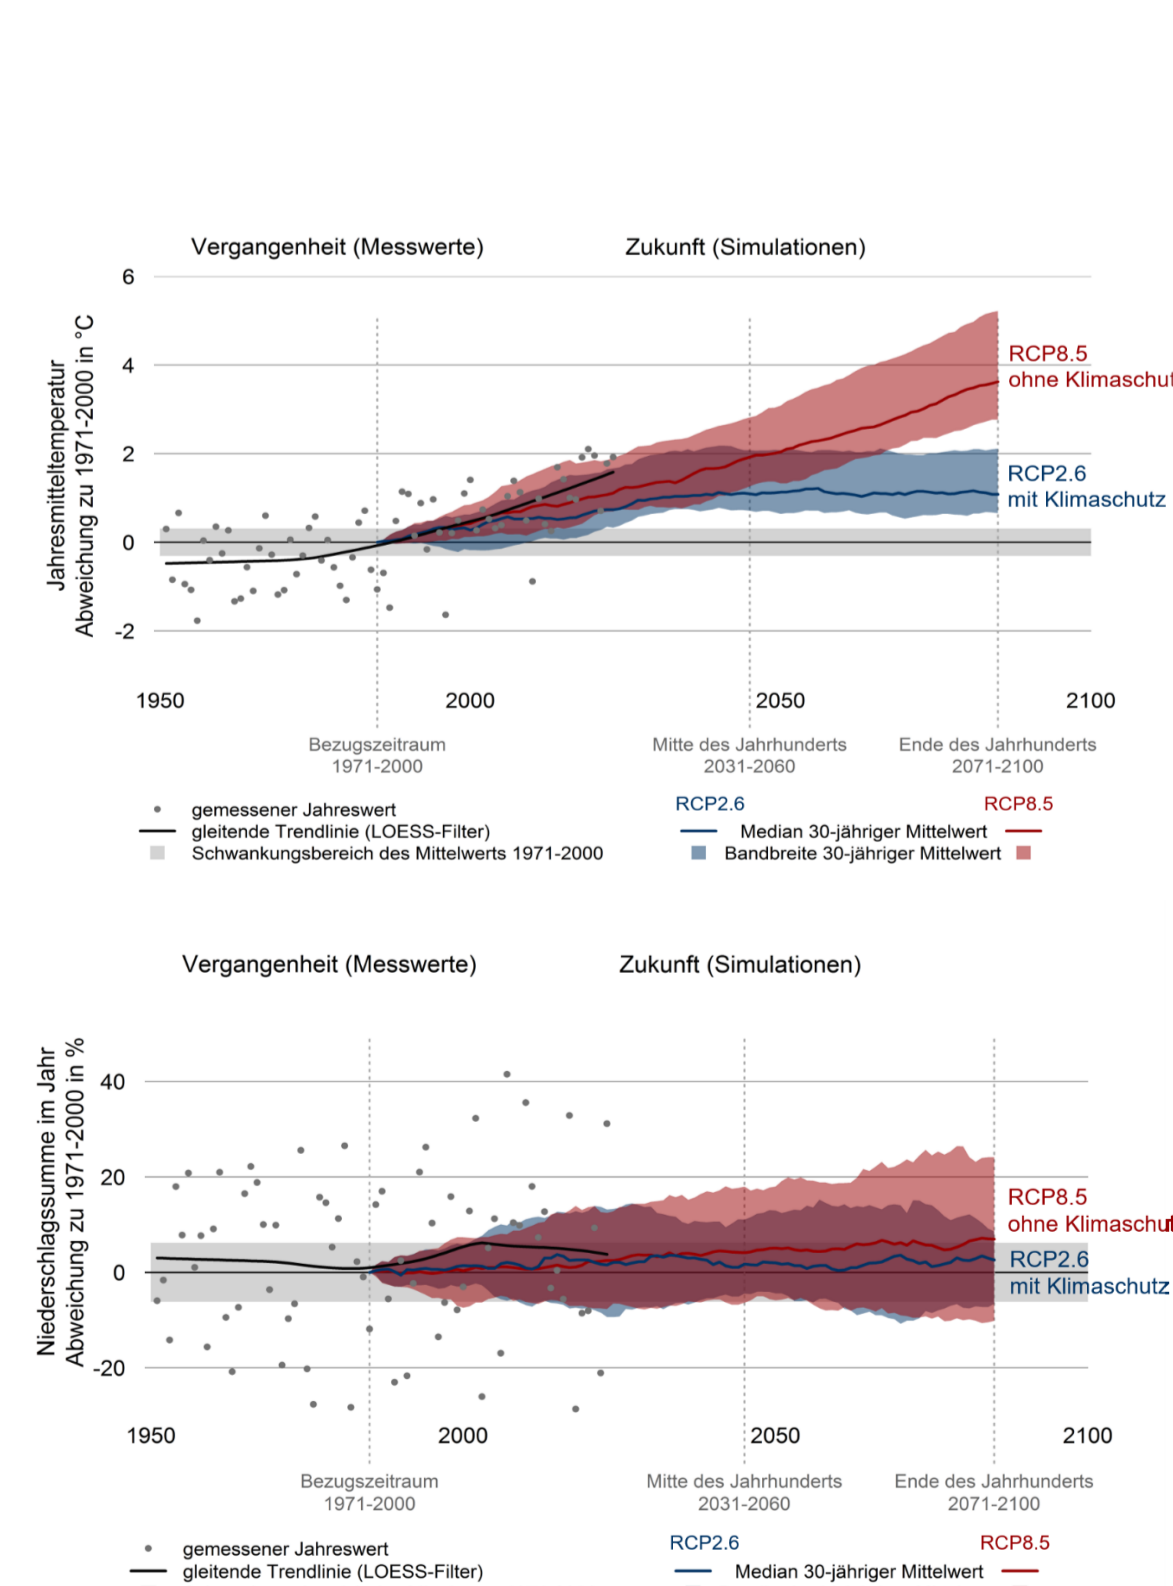 Vergangenheit (Messwerte) Zukunft (Simulationen)
6
4
2
0
-2
Jahresmitteltemperatur
Abweichung zu 1971-2000 in °C
RCP8.5
ohne Klimaschut
RCP2.6
mit Klimaschutz
1950 2000 2050 2100
Bezugszeitraum Mitte des Jahrhunderts Ende des Jahrhunderts
1971-2000 2031-2060 2071-2100
gemessener Jahreswert RCP2.6 RCP8.5
gleitende Trendlinie (LOESS-Filter) Median 30-jähriger Mittelwert
Schwankungsbereich des Mittelwerts 1971-2000 Bandbreite 30-jähriger Mittelwert
Vergangenheit (Messwerte) Zukunft (Simulationen)
40
20
0
-20
Niederschlagssumme im Jahr
Abweichung zu 1971-2000 in %
RCP8.5
ohne Klimaschut
RCP2.6
mit Klimaschutz
1950 2000 2050 2100
Bezugszeitraum Mitte des Jahrhunderts Ende des Jahrhunderts
1971-2000 2031-2060 2071-2100
gemessener Jahreswert RCP2.6 RCP8.5
gleitende Trendlinie (LOESS-Filter) Median 30-jähriger Mittelwert